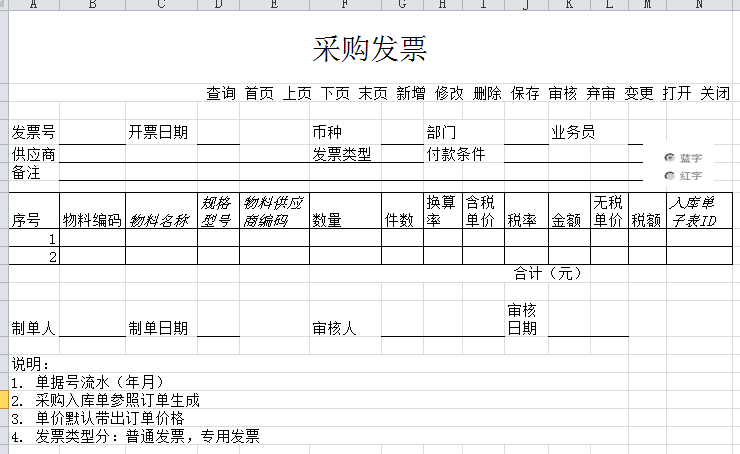 A B C D E F G H I J K L M N
采购发票
查询 首页 上页 下页 末页 新增 修改 删除 保存 审核 弃审 变更 打开 关闭
发票号 开票日期 币种 部门 业务员
供应商 发票类型 付款条件 蓝字
备注 红字
序号 物料编码 物料名称 规格型号 物料供应商编码 数量 件数 换算率 含税单价 税率 金额 无税单价 税额 入库单子表ID
1
2
合计（元）
制单人 制单日期 审核人 审核日期
说明：
1. 单据号流水（年月）
2. 采购入库单参照订单生成
3. 单价默认带出订单价格
4. 发票类型分：普通发票，专用发票